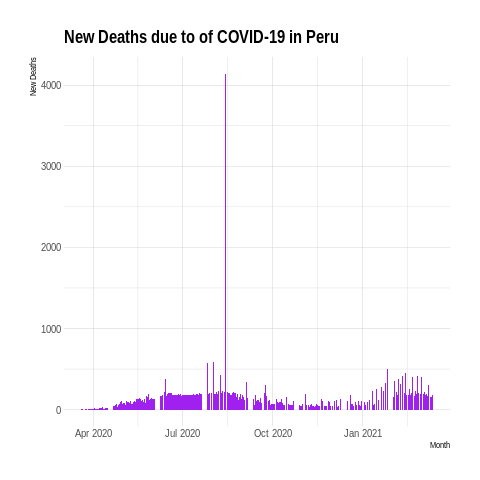 New Deaths due to of COVID-19 in Peru
New Deaths
4000
3000
2000
1000
0
Apr 2020 Jul 2020 Oct 2020 Jan 2021
Month